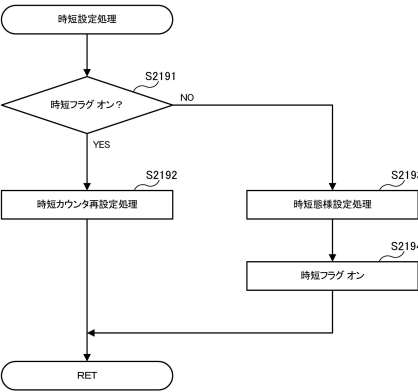 時短設定処理
S2191
時短フラグ オン？
NO
YES
S2192
時短カウンタ再設定処理
S2193
時短態様設定処理
S2194
時短フラグ オン
RET